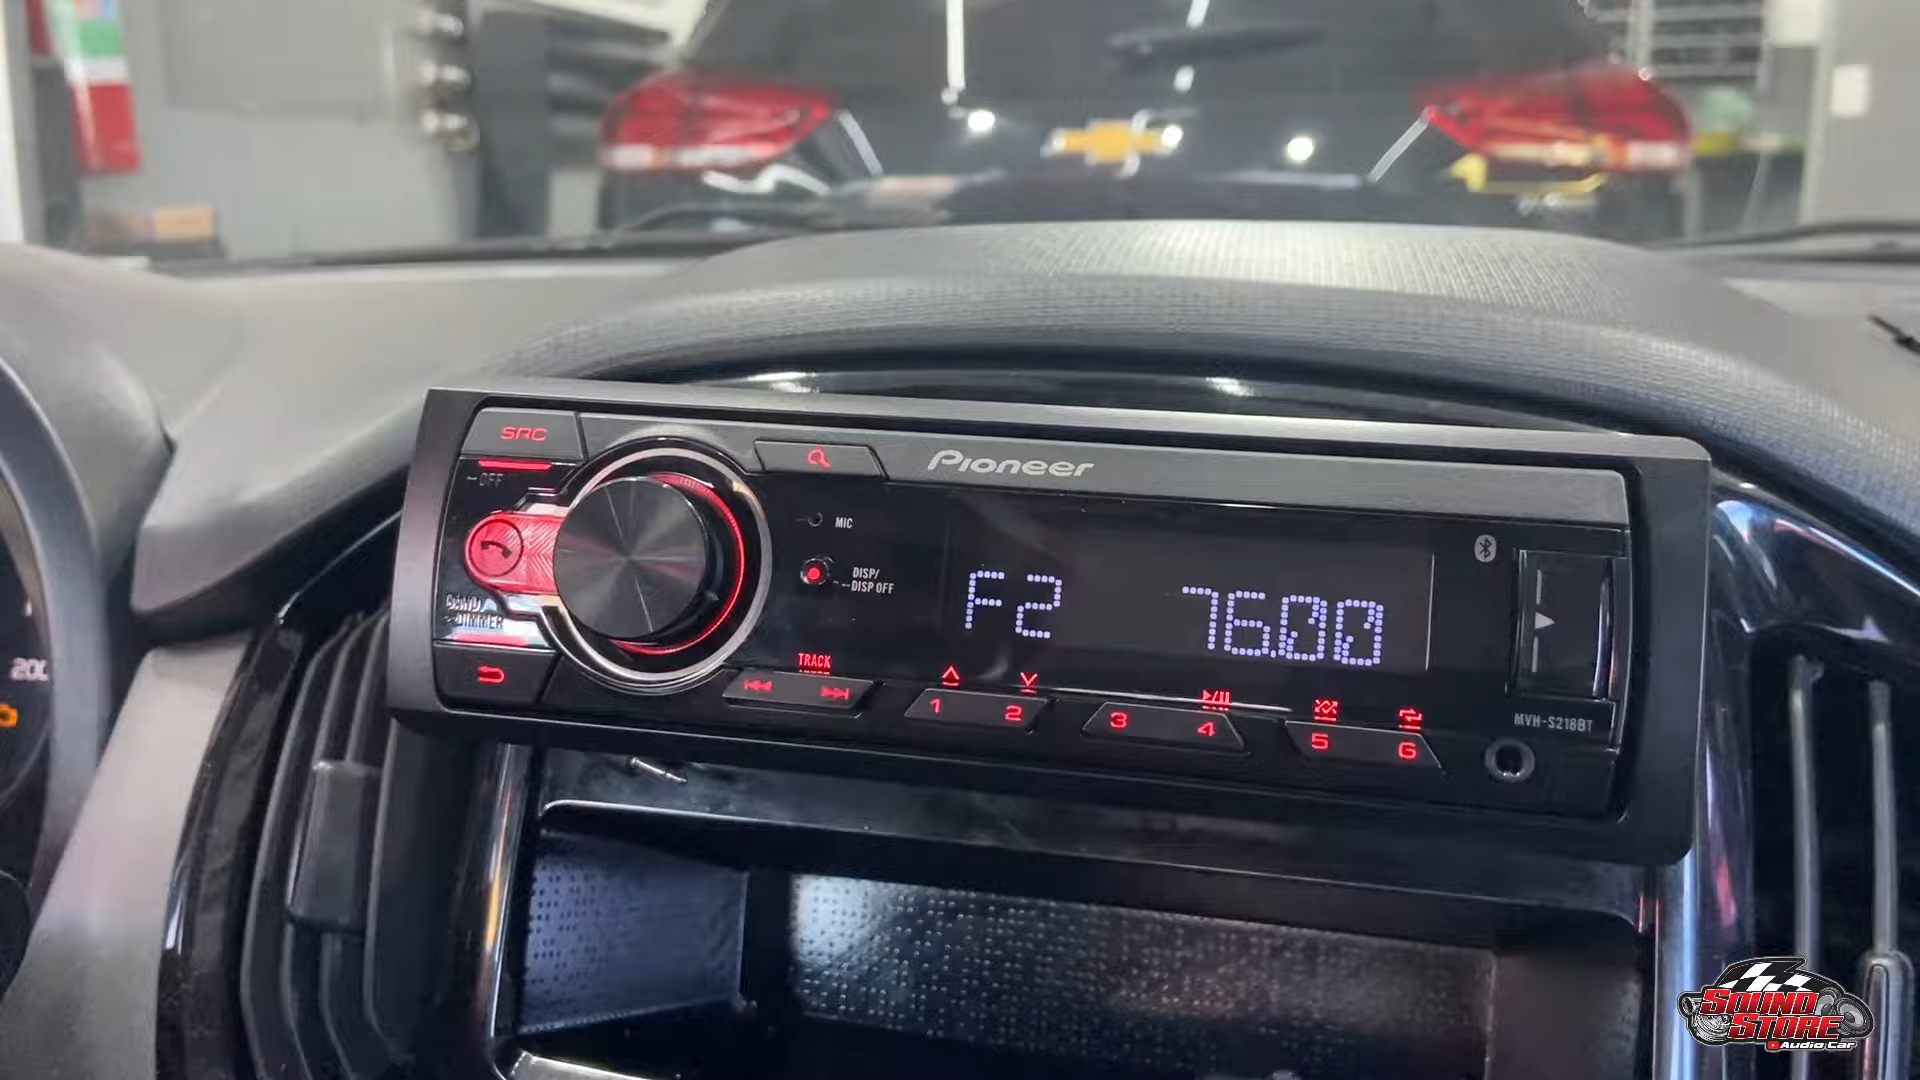 SRC
Pioneer
OFF
MIC
DISP/
DISP OFF
BAND/
DIMMER
F2 76.00
TRACK
1 2 3 4 5 6
MVH-S218BT
200
SOUND
STORE
Audio Car